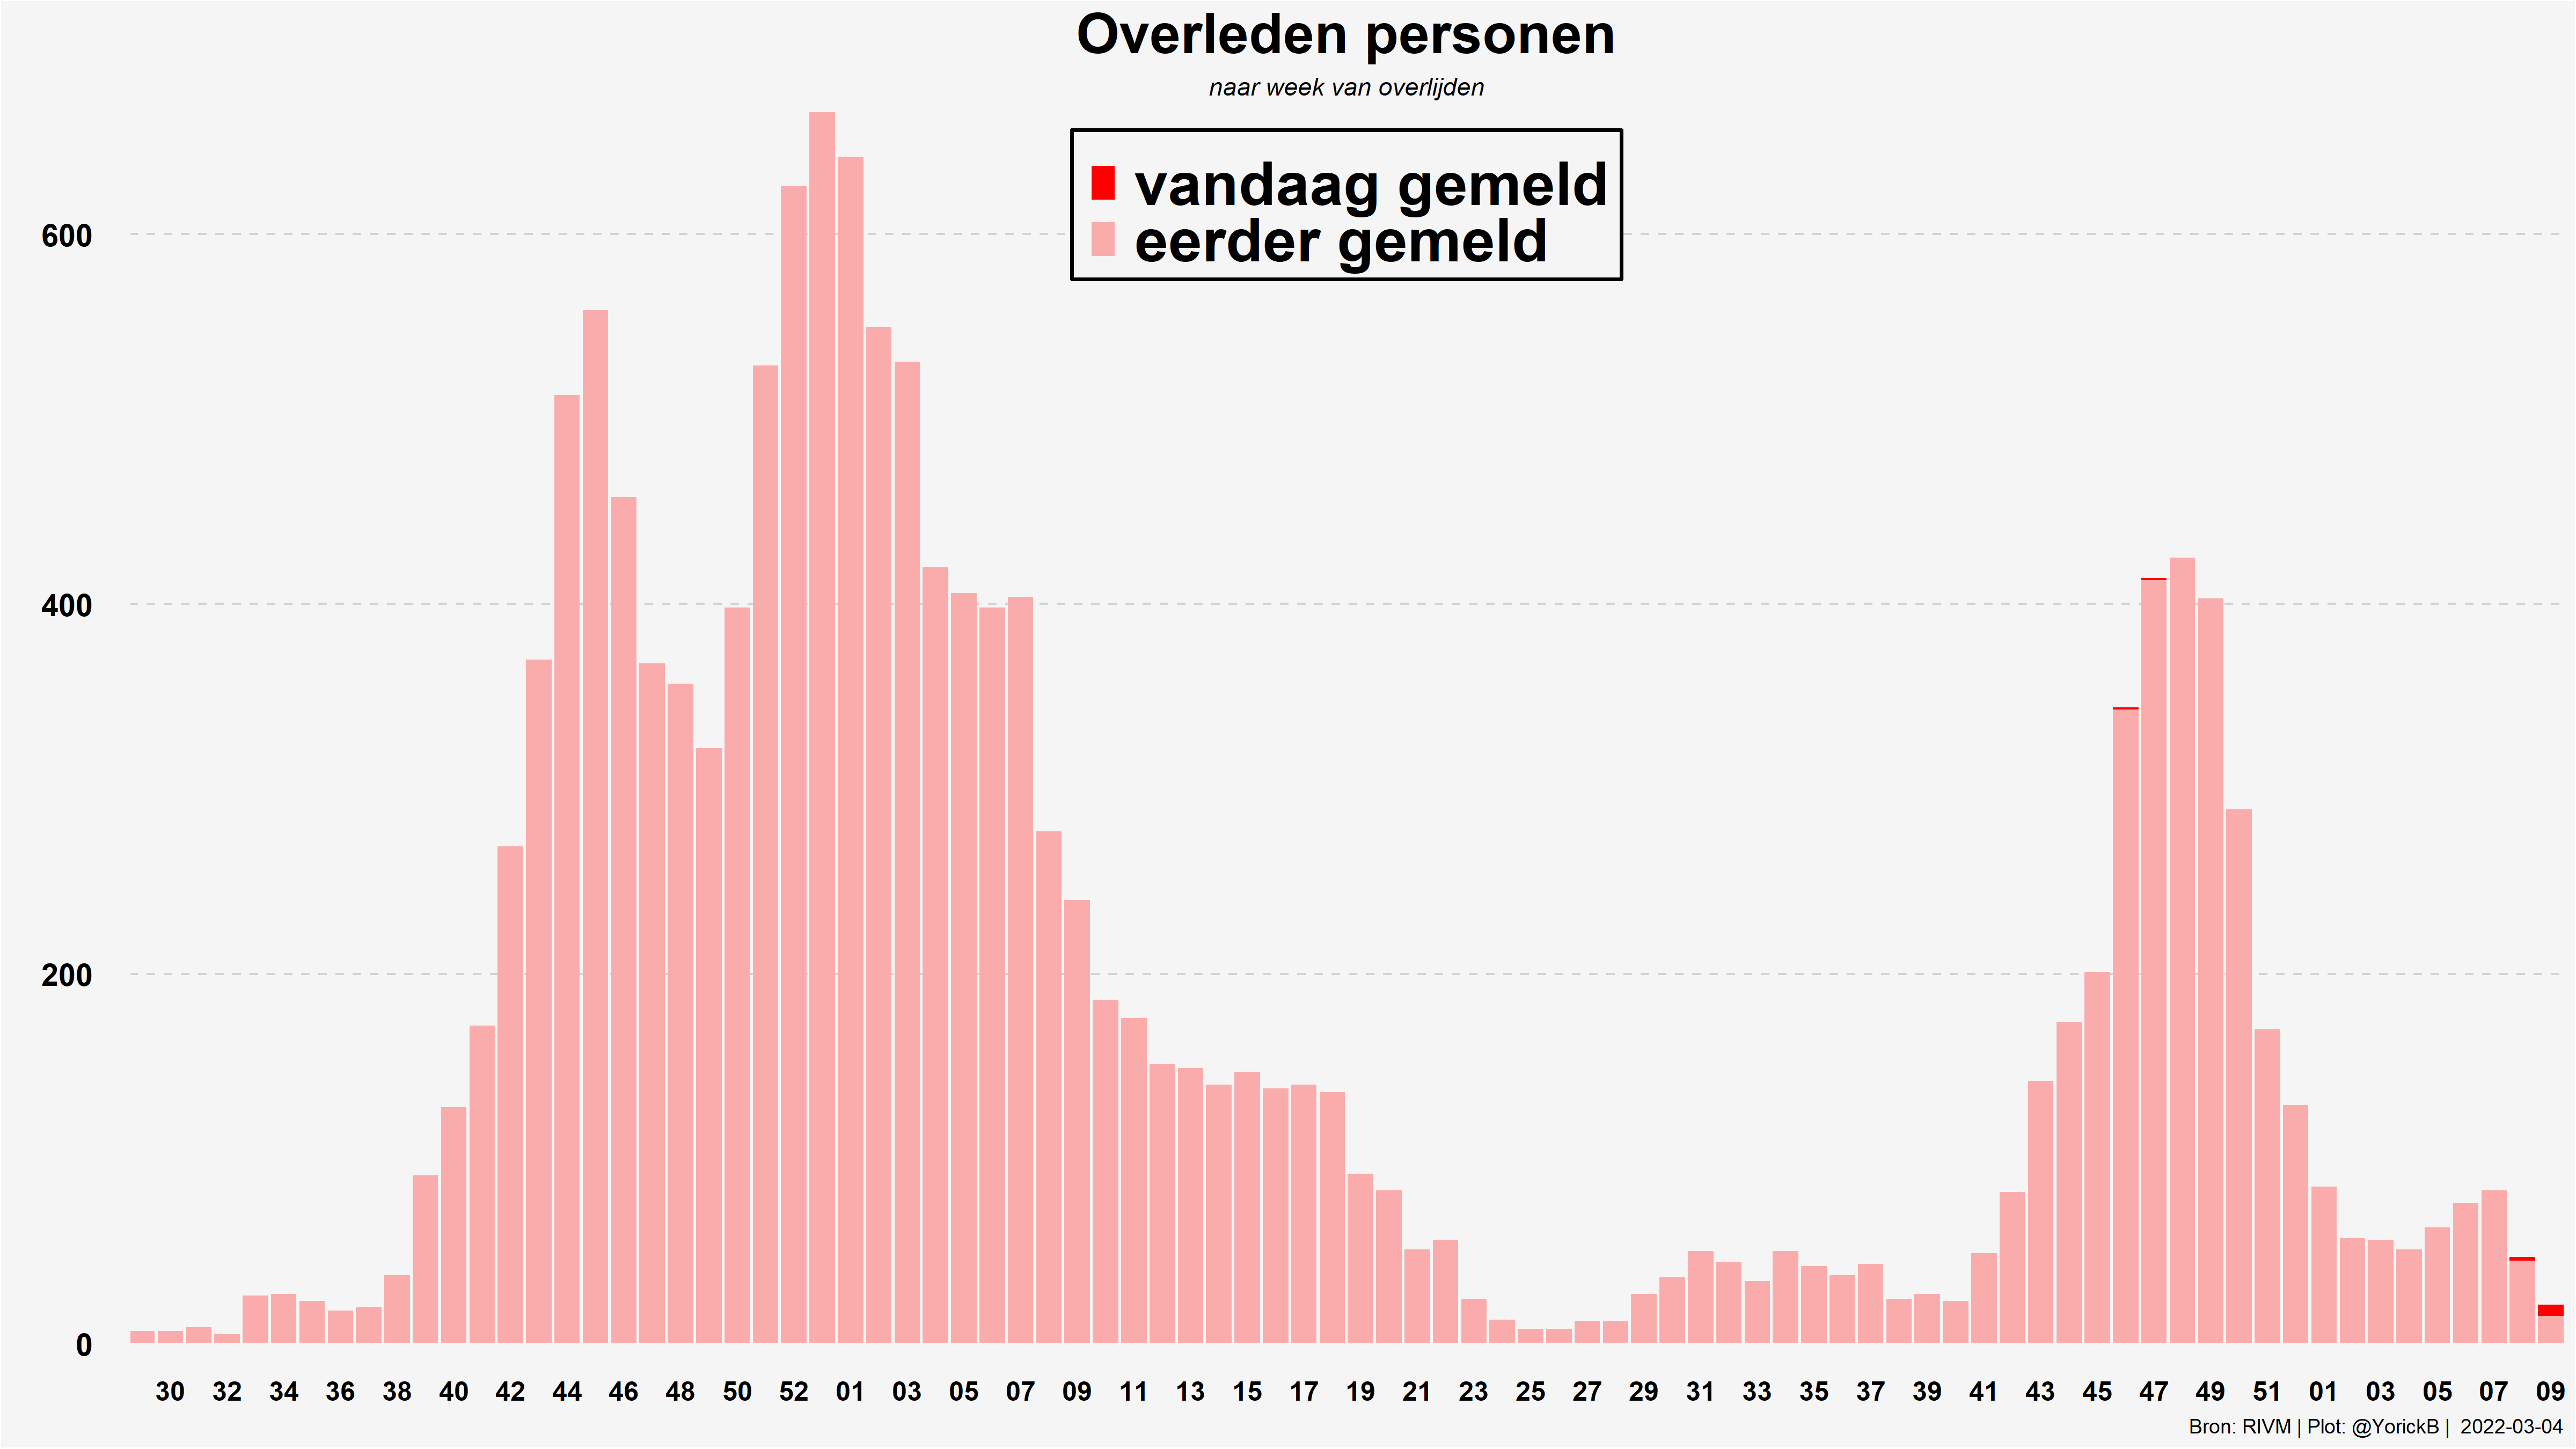 Overleden personen
naar week van overlijden
vandaag gemeld
eerder gemeld
600
400
200
0
30 32 34 36 38 40 42 44 46 48 50 52 01 03 05 07 09 11 13 15 17 19 21 23 25 27 29 31 33 35 37 39 41 43 45 47 49 51 01 03 05 07 09
Bron: RIVM | Plot: @YorickB | 2022-03-04